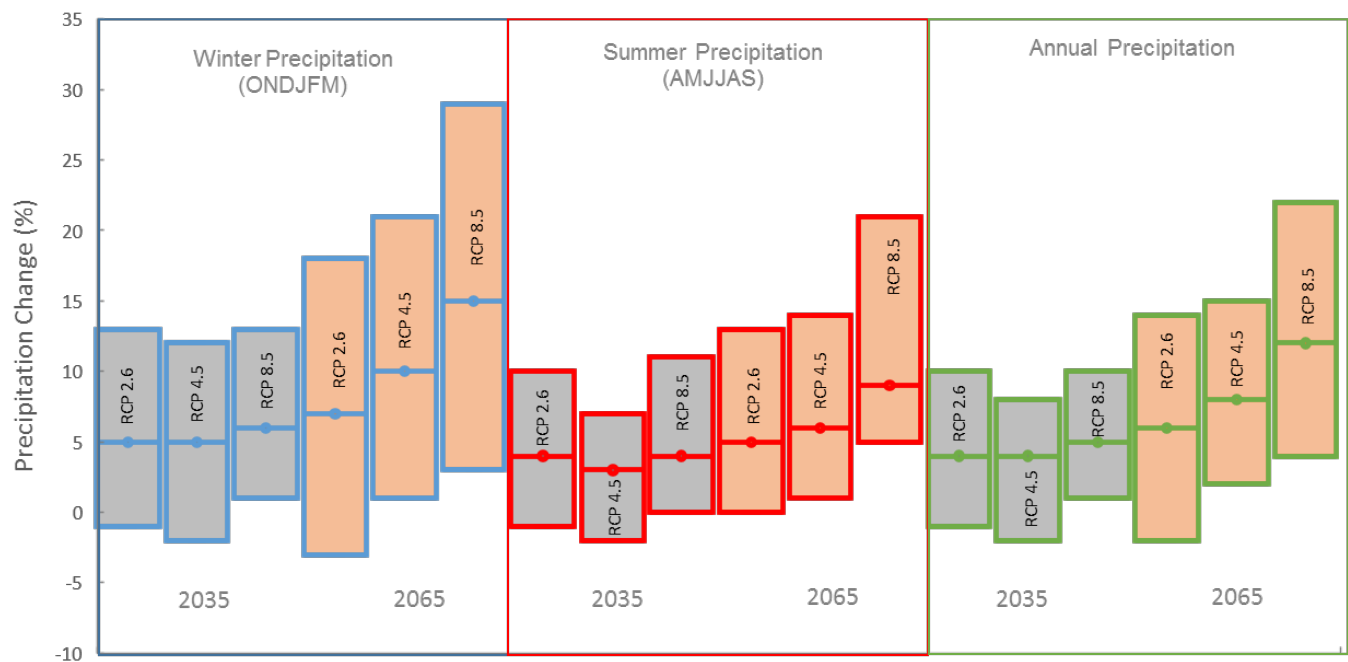 Precipitation Change (%)
35
30
25
20
15
10
5
0
-5
-10
Winter Precipitation
(ONDJFM)
RCP 2.6
RCP 4.5
RCP 8.5
RCP 2.6
RCP 4.5
RCP 8.5
2035
2065
Summer Precipitation
(AMJJAS)
RCP 2.6
RCP 4.5
RCP 8.5
RCP 2.6
RCP 4.5
RCP 8.5
2035
2065
Annual Precipitation
RCP 2.6
RCP 4.5
RCP 8.5
RCP 2.6
RCP 4.5
RCP 8.5
2035
2065